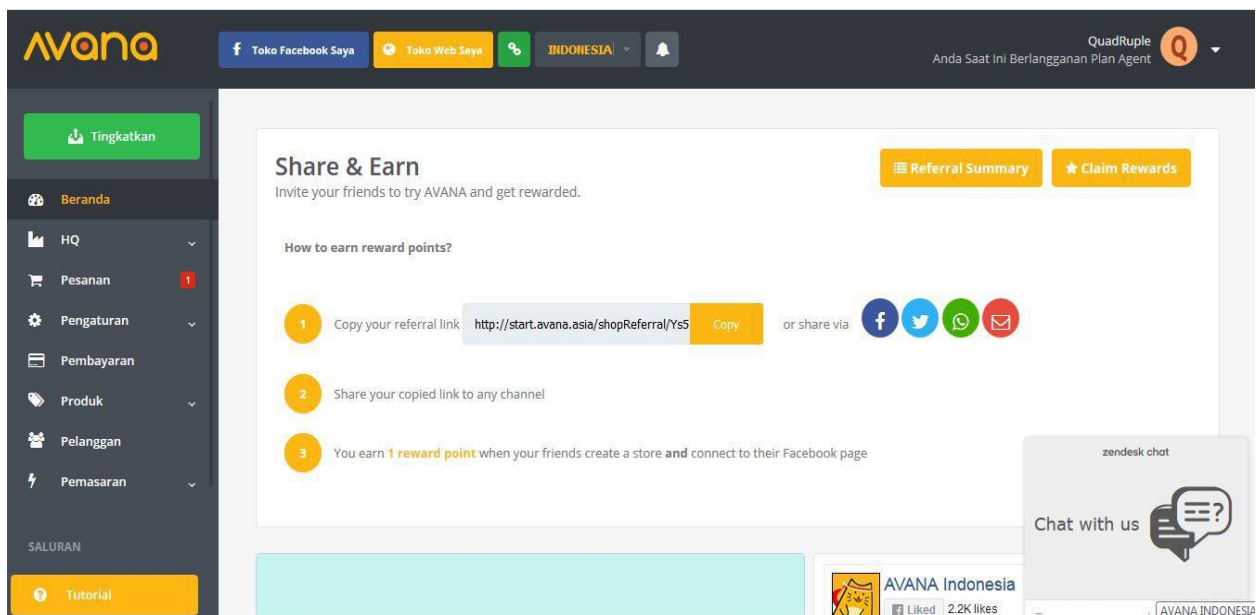 AVANA
Toko Facebook Saya
Toko Web Saya
INDONESIA
QuadRuple
Anda Saat Ini Berlangganan Plan Agent
Q
Tingkatkan
Beranda
HQ
Pesanan 1
Pengaturan
Pembayaran
Produk
Pelanggan
Pemasaran
SALURAN
Tutorial
Share & Earn
Invite your friends to try AVANA and get rewarded.
Referral Summary
Claim Rewards
How to earn reward points?
1 Copy your referral link http://start.avana.asia/shopReferral/Ys5 Copy or share via
2 Share your copied link to any channel
3 You earn 1 reward point when your friends create a store and connect to their Facebook page
zendesk chat
Chat with us
AVANA Indonesia
Liked 2.2K likes
AVANA INDONESIA